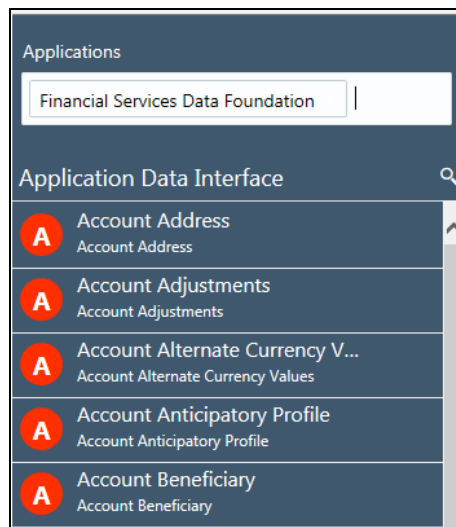 Applications
Financial Services Data Foundation
Application Data Interface
A
Account Address
Account Address
A
Account Adjustments
Account Adjustments
A
Account Alternate Currency V...
Account Alternate Currency Values
A
Account Anticipatory Profile
Account Anticipatory Profile
A
Account Beneficiary
Account Beneficiary